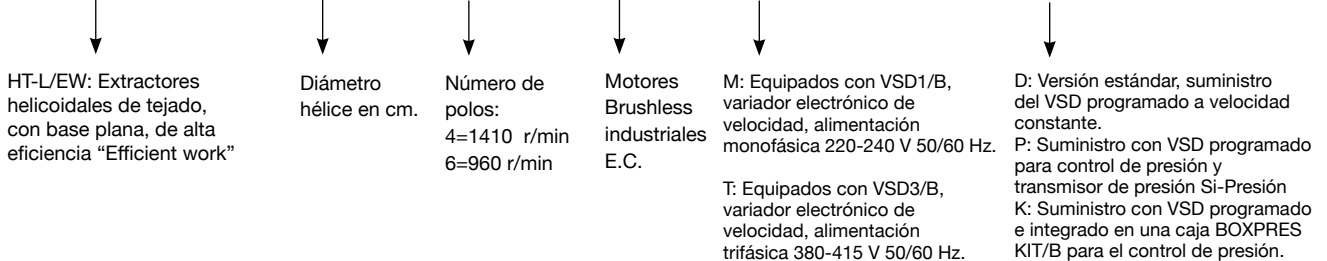 HT-L/EW: Extractores
helicoidales de tejado,
con base plana, de alta
eficiencia “Efficient work”
Diámetro
hélice en cm.
Número de
polos:
4=1410 r/min
6=960 r/min
Motores
Brushless
industriales
E.C.
M: Equipados con VSD1/B,
variador electrónico de
velocidad, alimentación
monofásica 220-240 V 50/60 Hz.
T: Equipados con VSD3/B,
variador electrónico de
velocidad, alimentación
trifásica 380-415 V 50/60 Hz.
D: Versión estándar, suministro
del VSD programado a velocidad
constante.
P: Suministro con VSD programado
para control de presión y
transmisor de presión Si-Presión
K: Suministro con VSD programado
e integrado en una caja BOXPRES
KIT/B para el control de presión.